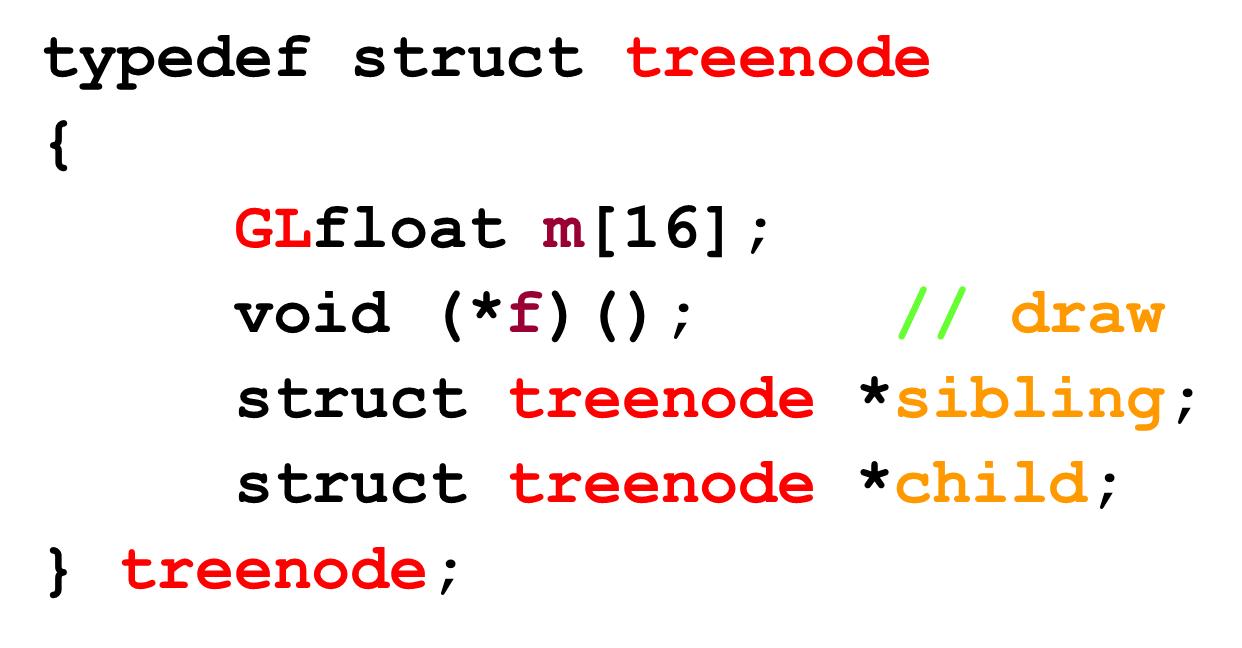 typedef struct treenode
{
GLfloat m[16];
void (*f)(); // draw
struct treenode *sibling;
struct treenode *child;
} treenode;